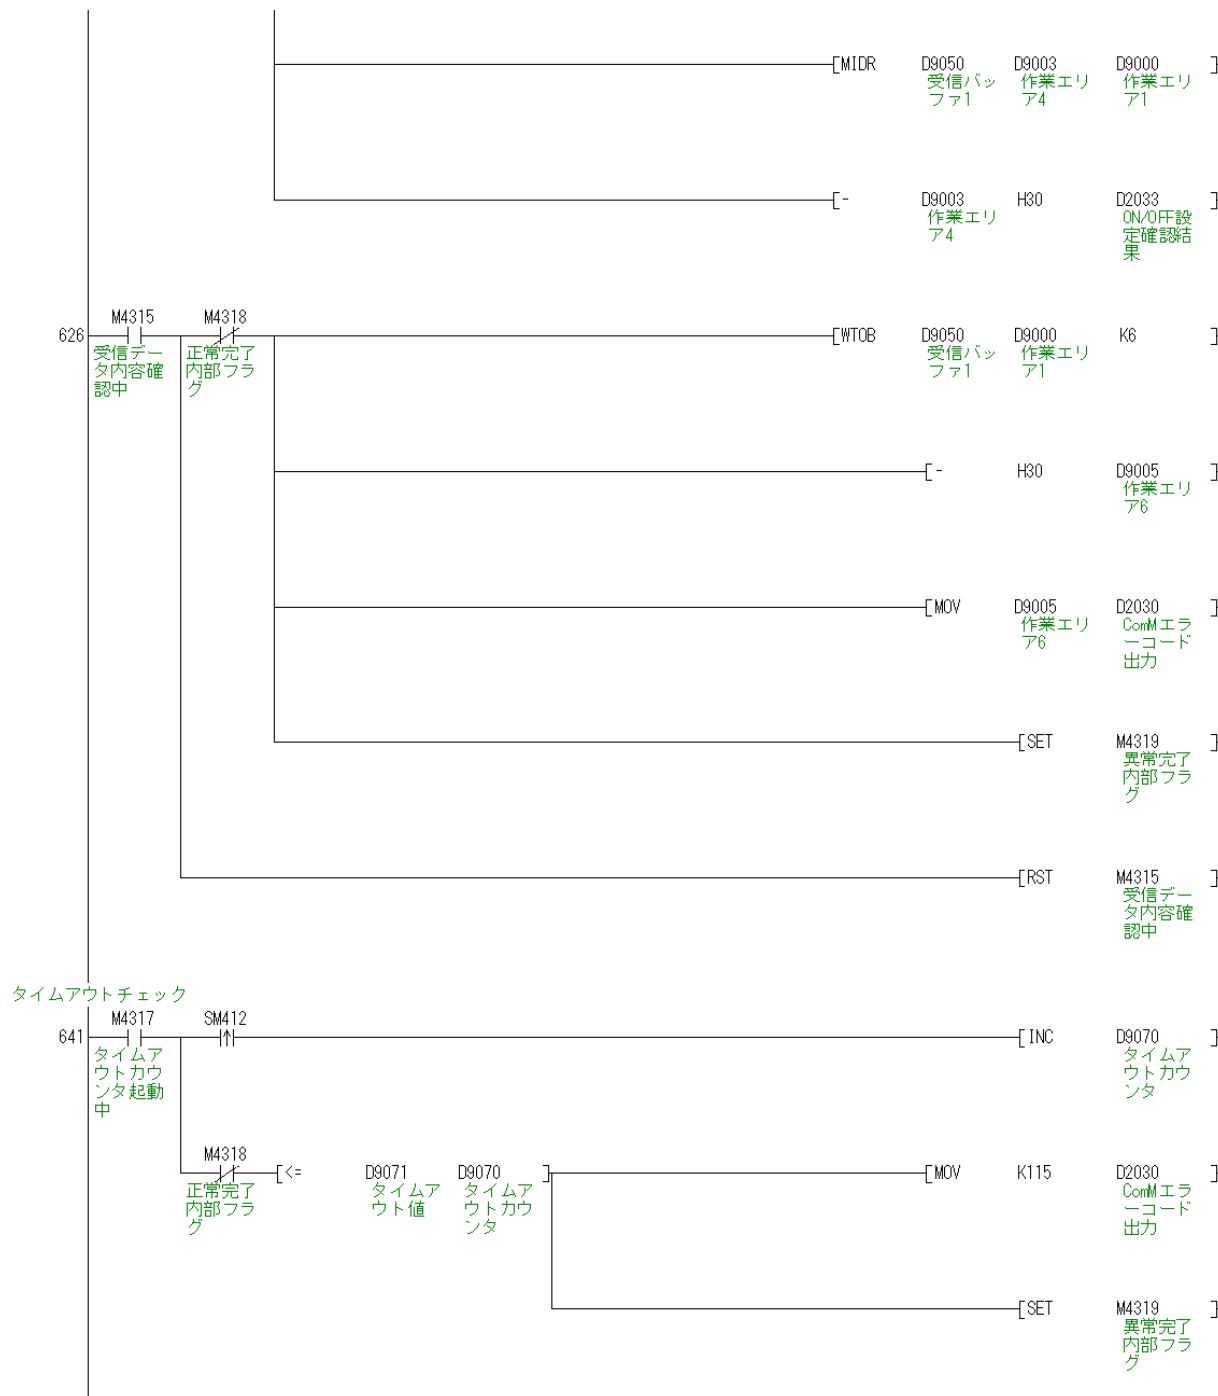 [MIDR D9050 D9003 D9000 ]
受信バッ 作業エリ 作業エリ
ファ1 ア4 ア1
[- D9003 H30 D2033 ]
作業エリ ON/OFF設
ア4 定確認結
果
M4315 M4318
626 [WTOB D9050 D9000 K6 ]
受信デー 正常完了 受信バッ 作業エリ
タ内容確 内部フラ ファ1 ア1
認中 グ
[- H30 D9005 ]
作業エリ
ア6
[MOV D9005 D2030 ]
作業エリ ComMエラ
ア6 ーコード
出力
[SET M4319 ]
異常完了
内部フラ
グ
[RST M4315 ]
受信デー
タ内容確
認中
タイムアウトチェック
M4317 SM412
641 [INC D9070 ]
タイムア タイムア
ウトカウ ウトカウ
ンタ起動 ンタ
中
M4318
[<= D9071 D9070 ] [MOV K115 D2030 ]
正常完了 タイムア タイムア ComMエラ
内部フラ ウト値 ウトカウ ーコード
グ ンタ 出力
[SET M4319 ]
異常完了
内部フラ
グ